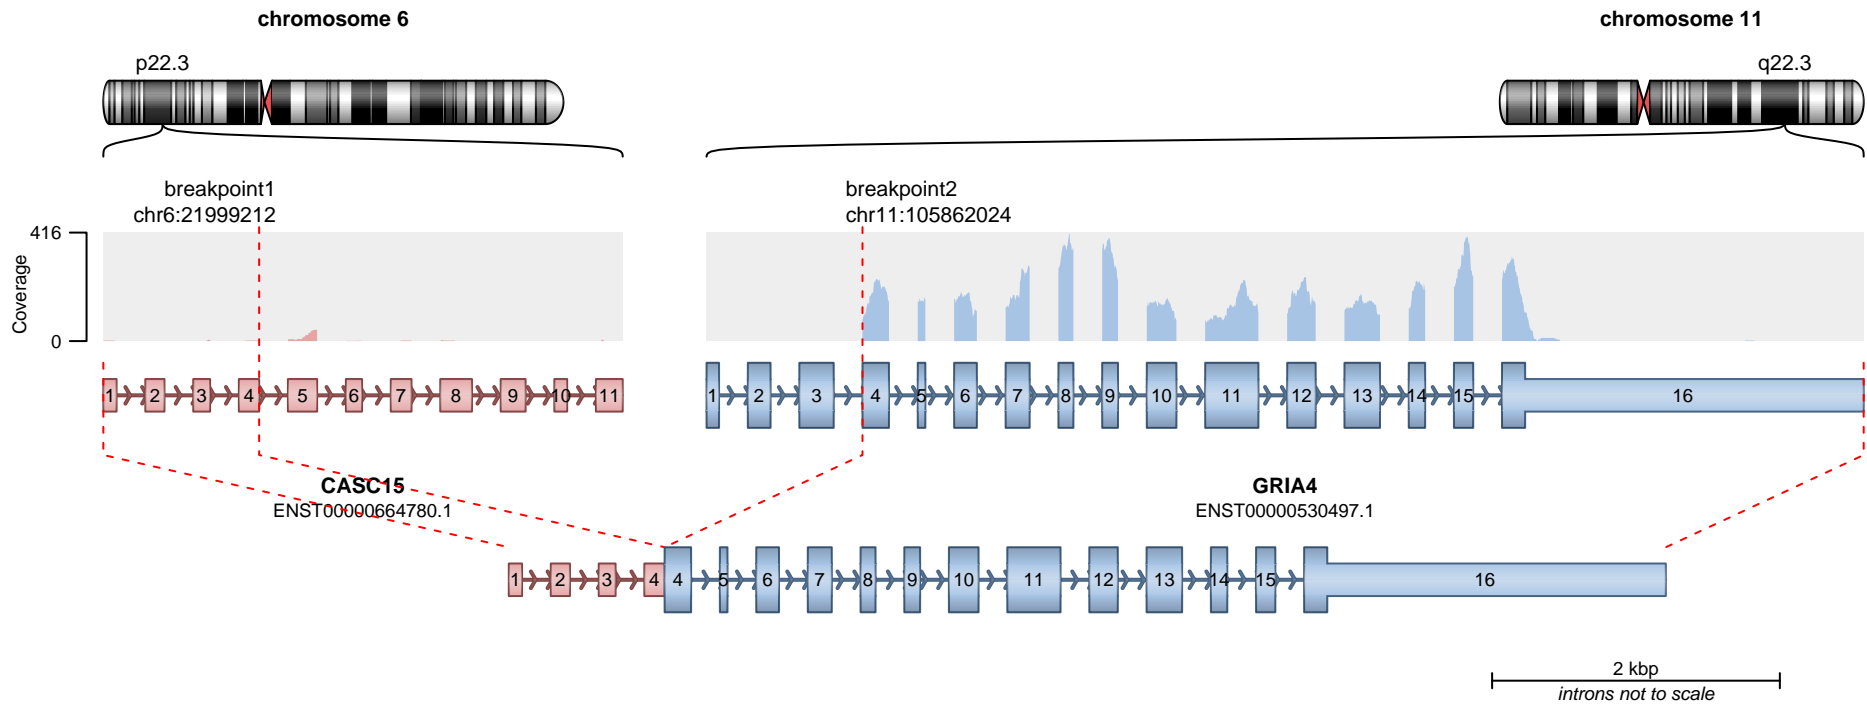 chromosome 6
chromosome 11
p22.3
q22.3
breakpoint1
chr6:21999212
breakpoint2
chr11:105862024
Coverage
416
0
1 2 3 4 5 6 7 8 9 10 11
1 2 3 4 5 6 7 8 9 10 11 12 13 14 15 16
CASC15
ENST00000664780.1
GRIA4
ENST00000530497.1
1 2 3 4 4 5 6 7 8 9 10 11 12 13 14 15 16
2 kbp
introns not to scale